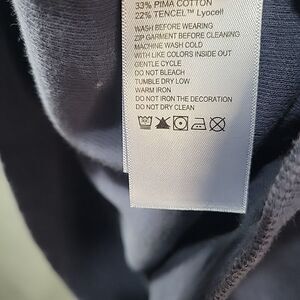 33% PIMA COTTON
22% TENCEL™ Lyocell
WASH BEFORE WEARING
ZIP GARMENT BEFORE CLEANING
MACHINE WASH COLD
WITH LIKE COLORS INSIDE OUT
GENTLE CYCLE
DO NOT BLEACH
TUMBLE DRY LOW
WARM IRON
DO NOT IRON THE DECORATION
DO NOT DRY CLEAN